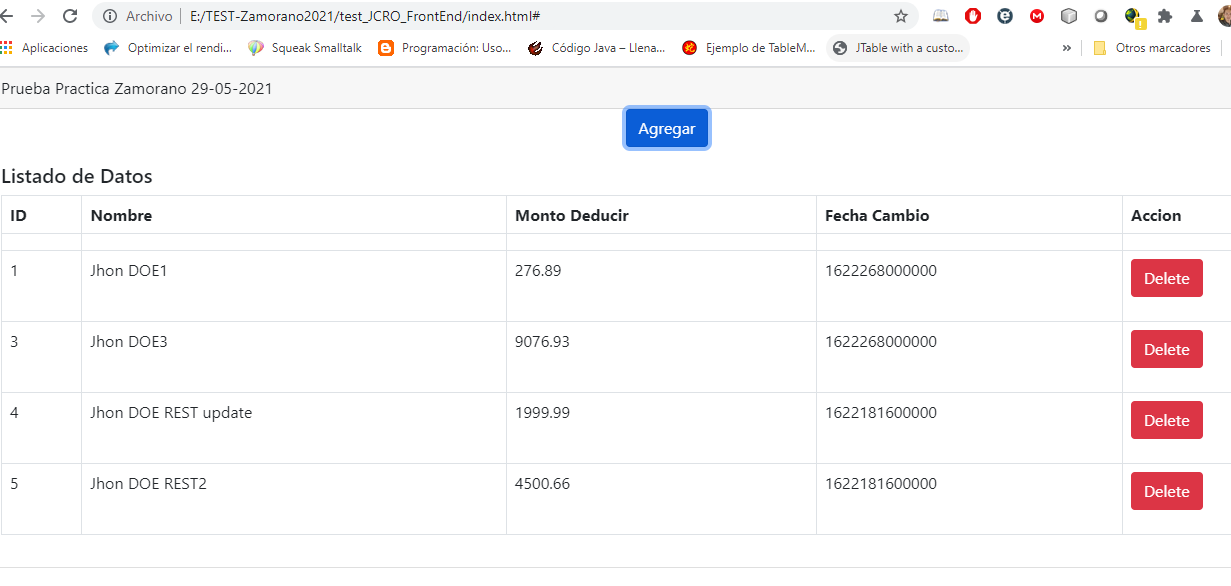 Archivo E:/TEST-Zamorano2021/test_JCRO_FrontEnd/index.html#
Aplicaciones Optimizar el rendi... Squeak Smalltalk Programación: Uso... Código Java – Llena... Ejemplo de TableM... JTable with a custo... » Otros marcadores
Prueba Practica Zamorano 29-05-2021
Agregar
Listado de Datos
ID Nombre Monto Deducir Fecha Cambio Accion
1 Jhon DOE1 276.89 1622268000000 Delete
3 Jhon DOE3 9076.93 1622268000000 Delete
4 Jhon DOE REST update 1999.99 1622181600000 Delete
5 Jhon DOE REST2 4500.66 1622181600000 Delete